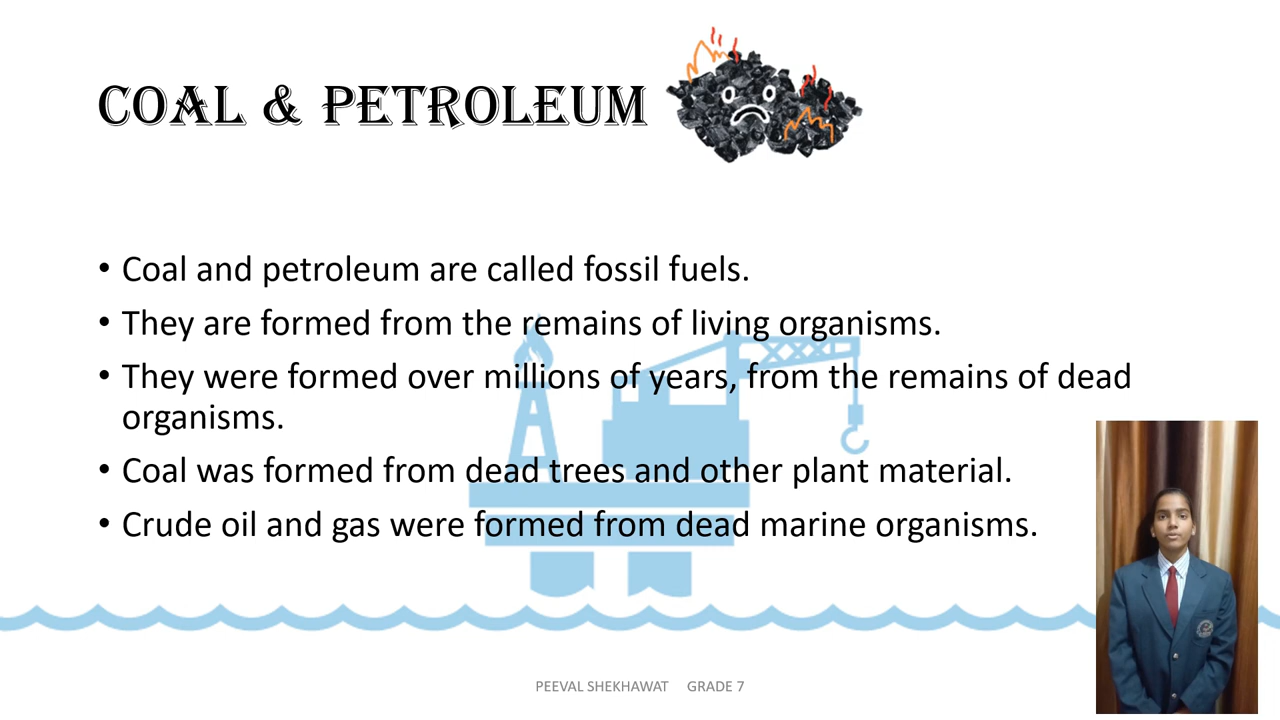 COAL & PETROLEUM
• Coal and petroleum are called fossil fuels.
• They are formed from the remains of living organisms.
• They were formed over millions of years, from the remains of dead
organisms.
• Coal was formed from dead trees and other plant material.
• Crude oil and gas were formed from dead marine organisms.
PEEVAL SHEKHAWAT GRADE 7